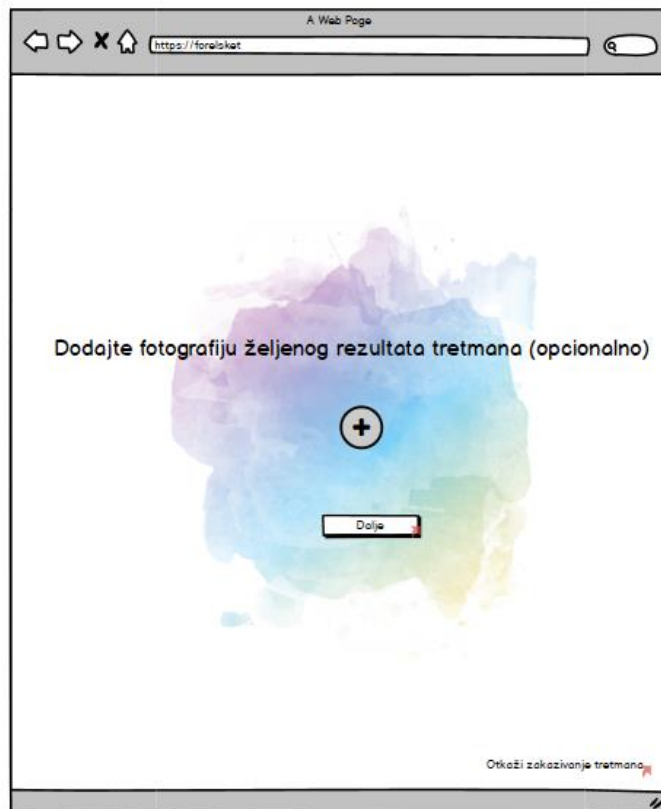 A Web Page
https://forelsket
Dodajte fotografiju željenog rezultata tretmana (opcionalno)
Dalje
Otkaži zakazivanje tretmana